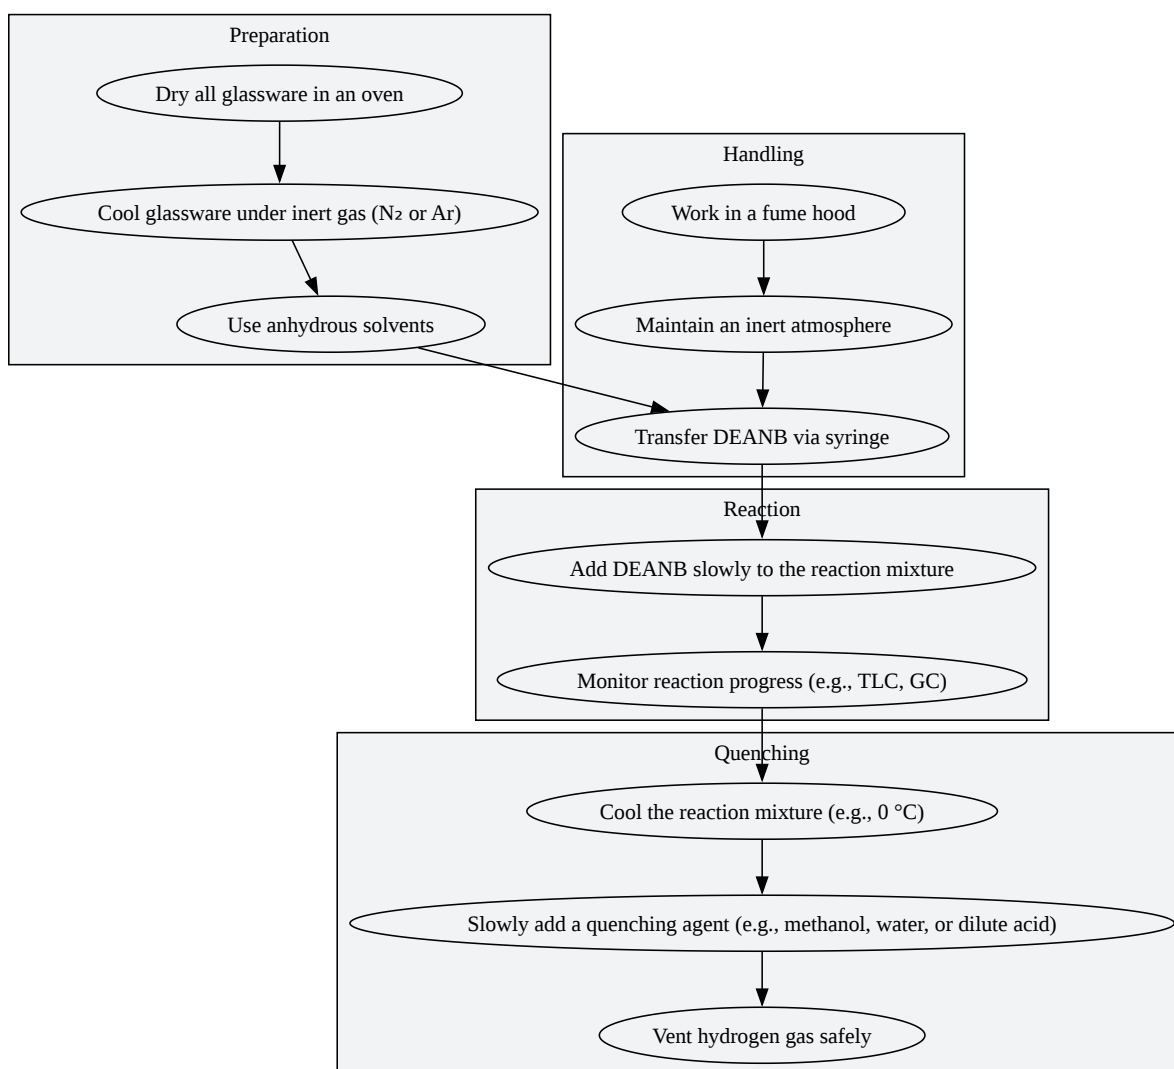 Preparation
Dry all glassware in an oven
Cool glassware under inert gas (N₂ or Ar)
Use anhydrous solvents
Handling
Work in a fume hood
Maintain an inert atmosphere
Transfer DEANB via syringe
Reaction
Add DEANB slowly to the reaction mixture
Monitor reaction progress (e.g., TLC, GC)
Quenching
Cool the reaction mixture (e.g., 0 °C)
Slowly add a quenching agent (e.g., methanol, water, or dilute acid)
Vent hydrogen gas safely